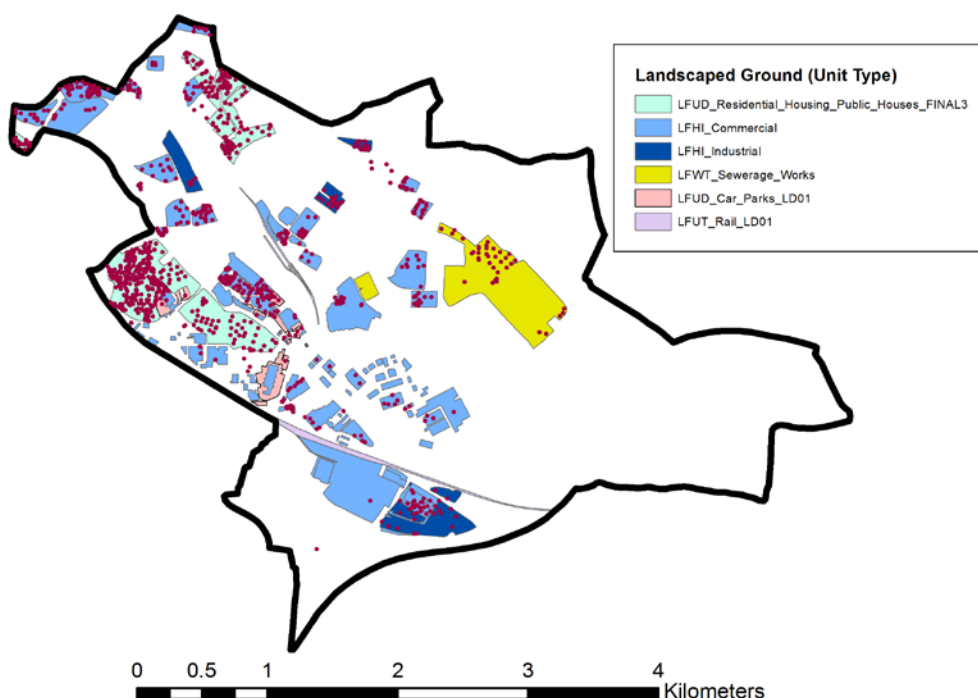 Landscaped Ground (Unit Type)
LFUD_Residential_Housing_Public_Houses_FINAL3
LFHI_Commercial
LFHI_Industrial
LFWT_Sewerage_Works
LFUD_Car_Parks_LD01
LFUT_Rail_LD01
0 0.5 1 2 3 4
Kilometers